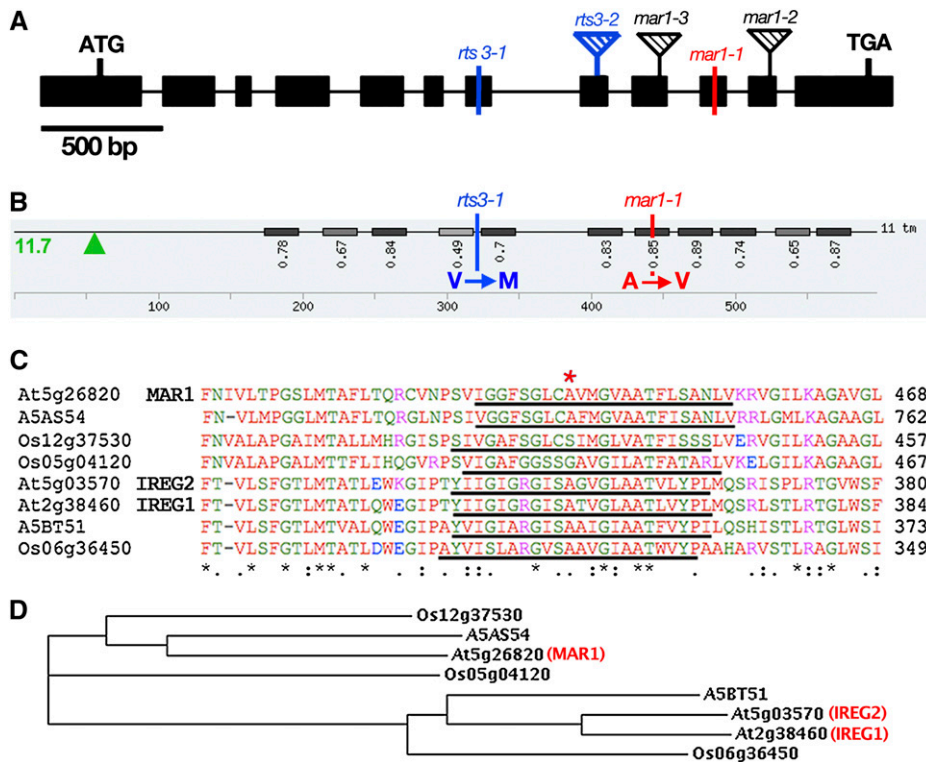 A
ATG
rts 3-1
rts3-2
mar1-3
mar1-1
mar1-2
TGA
500 bp
B
rts3-1
mar1-1
11.7
11 tm
0.78
0.67
0.84
0.49
0.7
0.83
0.85
0.89
0.74
0.65
0.87
V M
A V
100 200 300 400 500
C
*
At5g26820 MAR1 FNIVLTPGSLMTAFLTQRCVNPSVIGGFSGLCAVMGVAATFLSANLVKRVGILKAGAVGL 468
A5AS54 FN-VLMPGGLMTAFLTQRGLNPSIVGGFSGLCAFMGVAATFISANLVRRLGMLKAGAAGL 762
Os12g37530 FNVALAPGAIMTALLMHRGISPSIVGAFSGLCSIMGLVATFISSSLVERVGILKAGAAGL 457
Os05g04120 FNVALAPGALMTTFLIHQGVRPSVIGAFGGSSGAVGILATFATARLVKELGILKAGAAGL 467
At5g03570 IREG2 FT-VLSFGTLMTATLEWKGIPTYIIGIGRGISAGVGLAATVLYPLMQSRISPLRTGVWSF 380
At2g38460 IREG1 FT-VLSFGTLMTATLQWEGIPTYIIGIGRGISATVGLAATLVYPLMQSRLSTLRTGLWSF 384
A5BT51 FT-VLSFGTLMTVALQWEGIPAYVIGIARGISAAIGIAATFVYPILQSHISTLRTGLWSI 373
Os06g36450 FT-VLSFGTLMTATLDWEGIPAYVISLARGVSAAVGIAATWVYPAAHARVSTLRAGLWSI 349
D
Os12g37530
A5AS54
At5g26820 (MAR1)
Os05g04120
A5BT51
At5g03570 (IREG2)
At2g38460 (IREG1)
Os06g36450